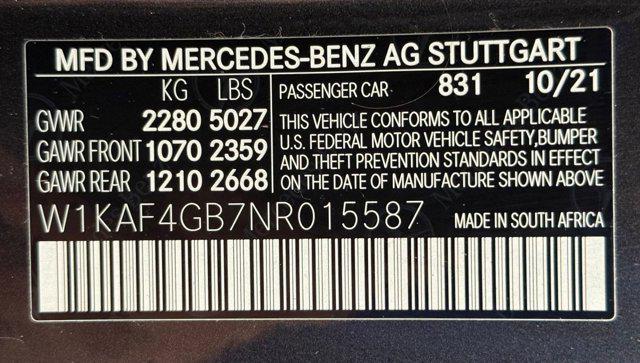 MFD BY MERCEDES-BENZ AG STUTTGART
KG LBS
GVWR 2280 5027
GAWR FRONT 1070 2359
GAWR REAR 1210 2668
PASSENGER CAR 831 10/21
THIS VEHICLE CONFORMS TO ALL APPLICABLE
U.S. FEDERAL MOTOR VEHICLE SAFETY,BUMPER
AND THEFT PREVENTION STANDARDS IN EFFECT
ON THE DATE OF MANUFACTURE SHOWN ABOVE.
W1KAF4GB7NR015587
MADE IN SOUTH AFRICA